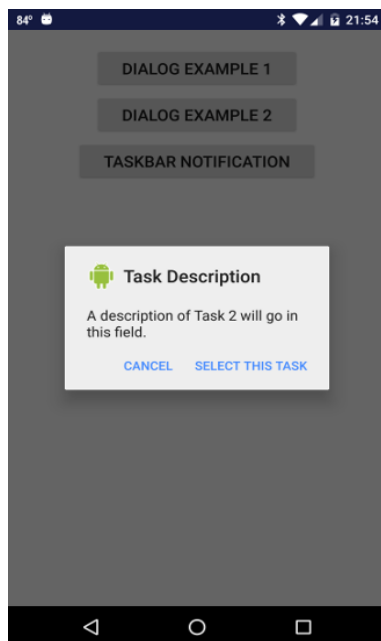 84° 21:54
DIALOG EXAMPLE 1
DIALOG EXAMPLE 2
TASKBAR NOTIFICATION
Task Description
A description of Task 2 will go in
this field.
CANCEL SELECT THIS TASK